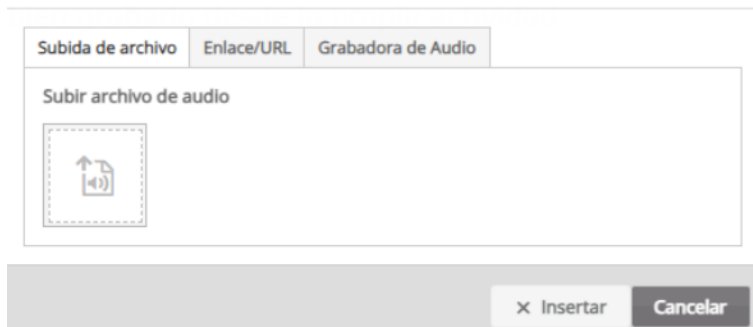 Subida de archivo Enlace/URL Grabadora de Audio
Subir archivo de audio
× Insertar Cancelar